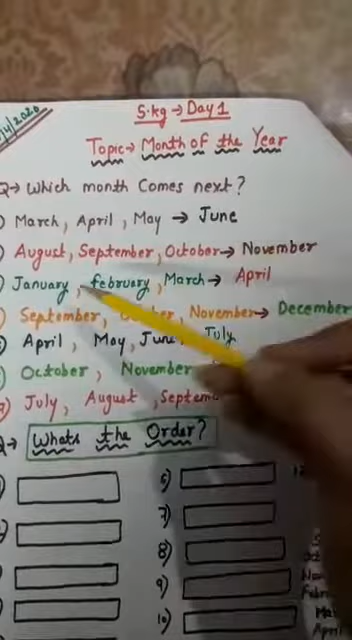 /4/2020
S.kg → Day 1
Topic → Month of the Year
Q → Which month Comes next?
March, April, May → June
August, September, October → November
January, february, March → April
September, November → December
April, May, June, July
October, November
July, August, Septem
Q → Whats the Order?
6)
7)
8)
9)
10)